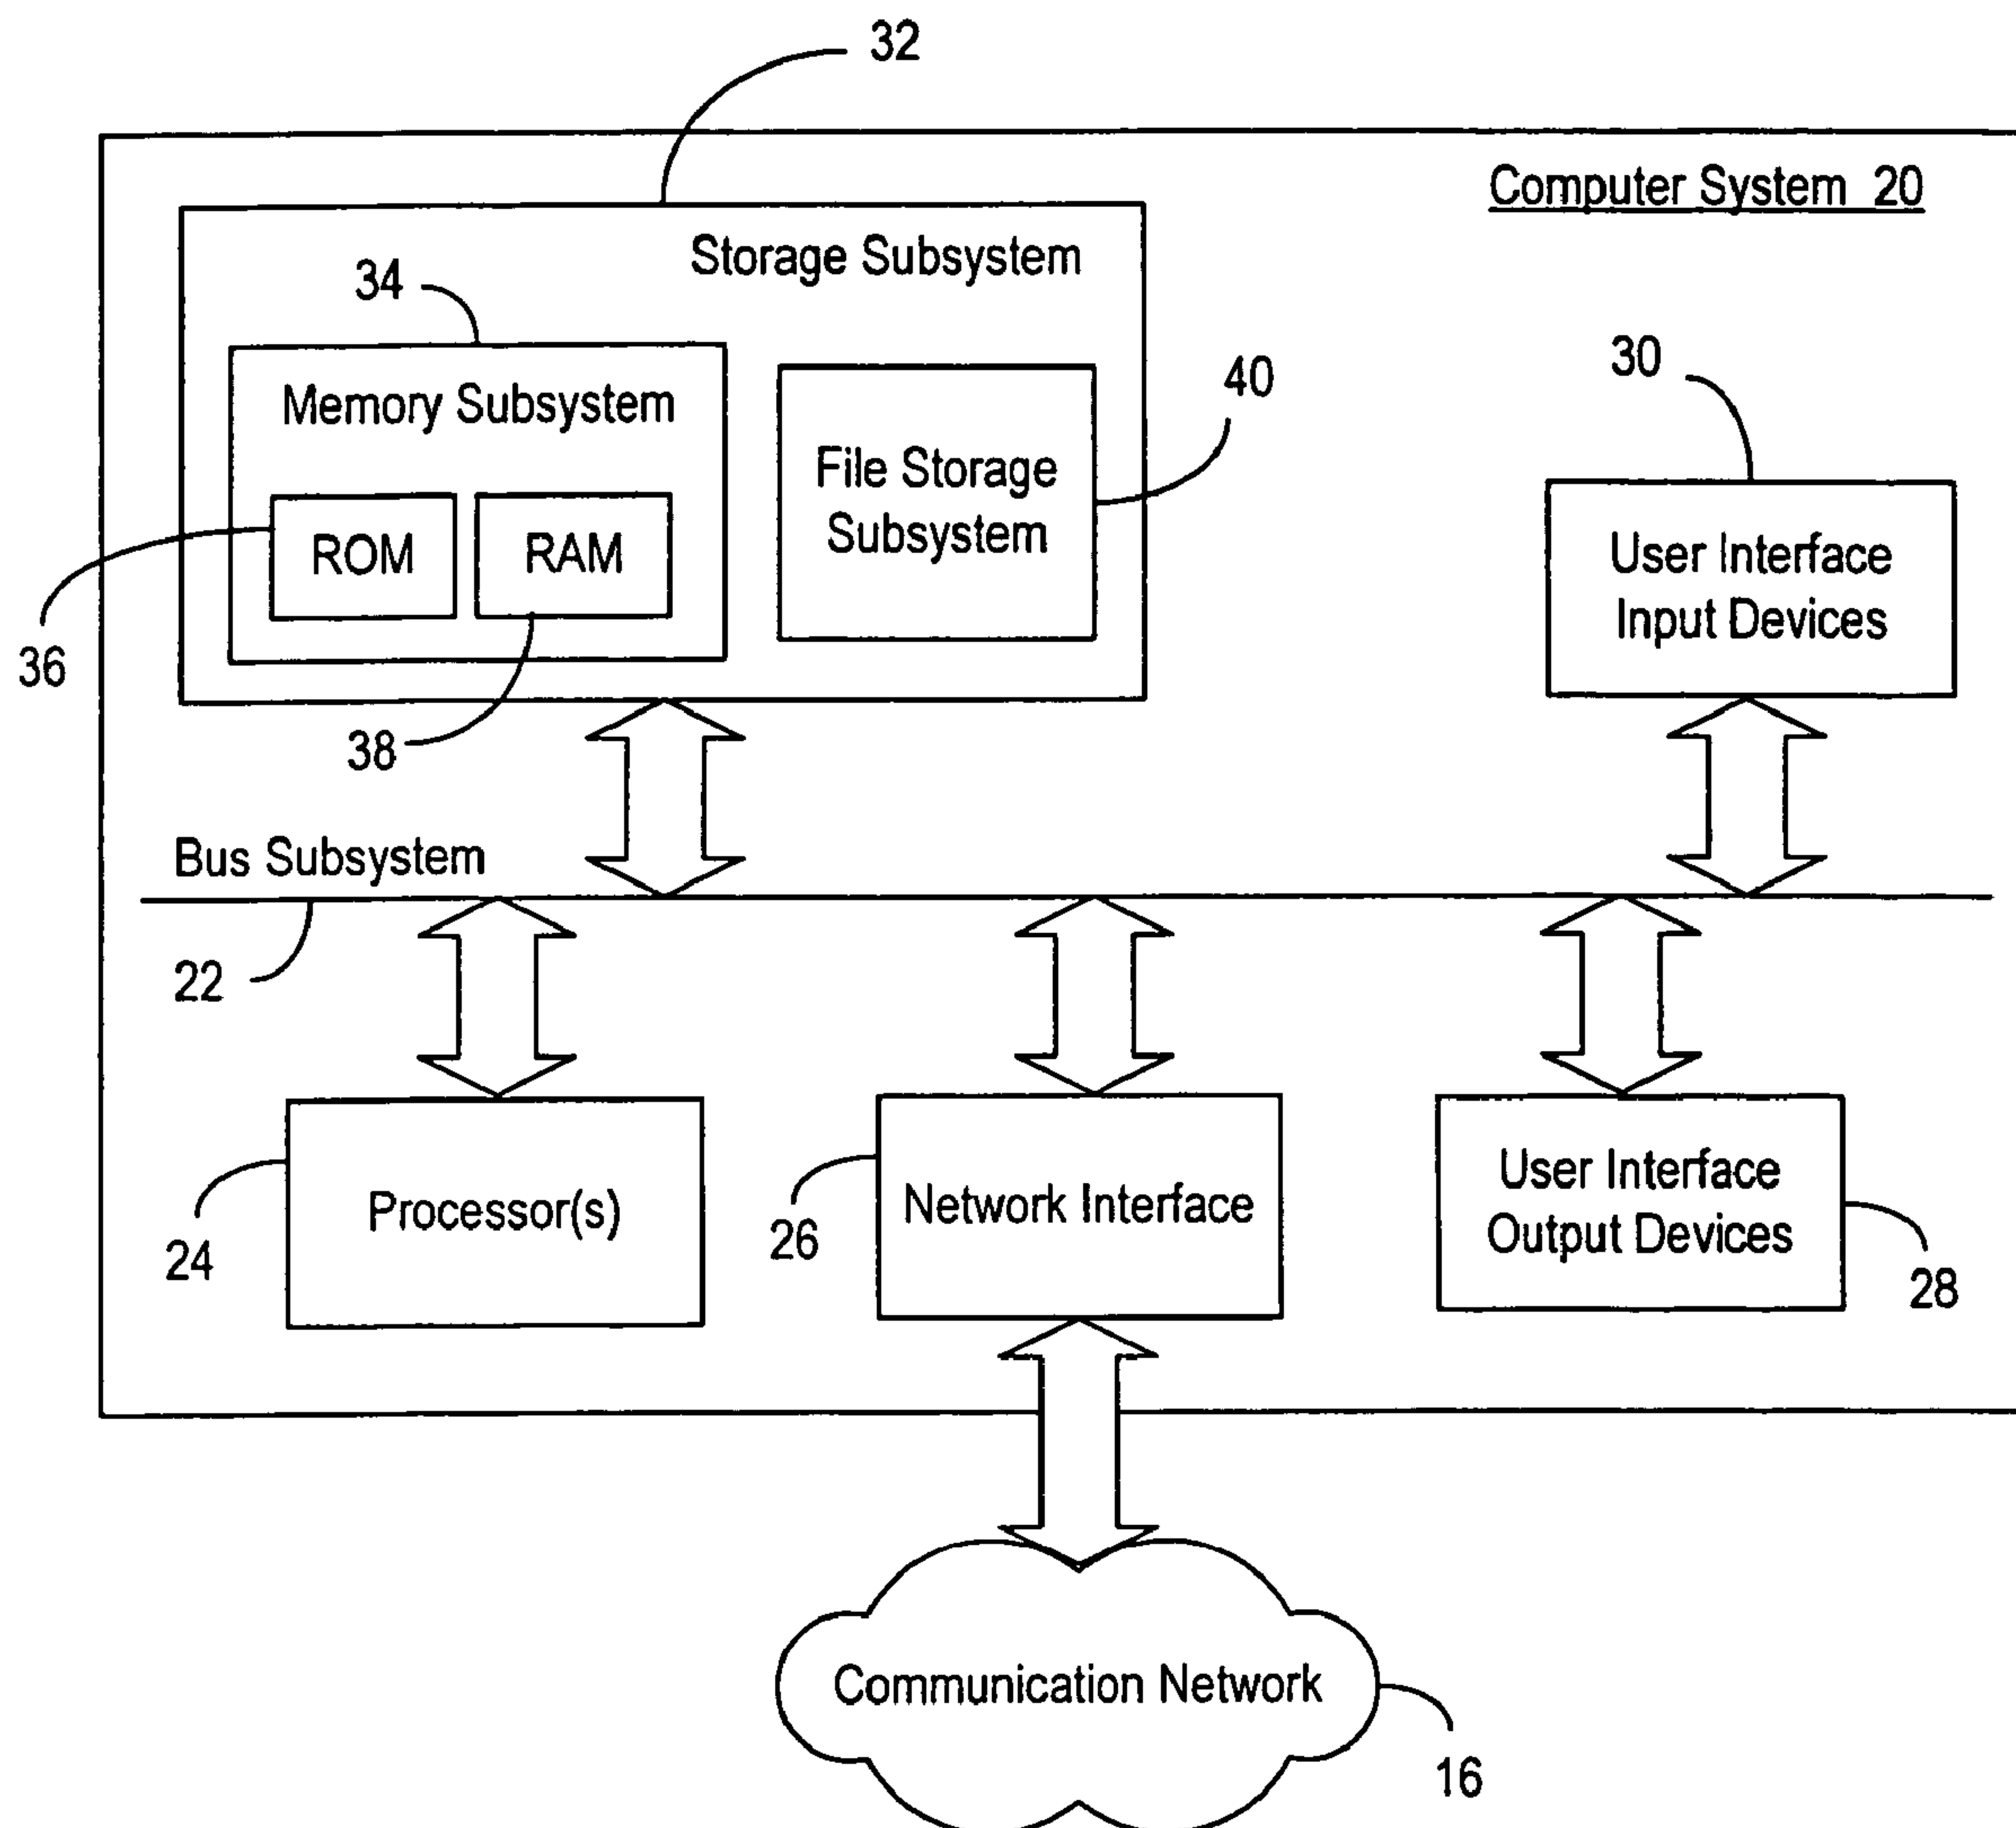 32
Computer System 20
Storage Subsystem
34
Memory Subsystem
30
40
File Storage
Subsystem
ROM
RAM
User Interface
Input Devices
36
38
Bus Subsystem
22
Processor(s)
24
Network Interface
26
User Interface
Output Devices
28
Communication Network
16